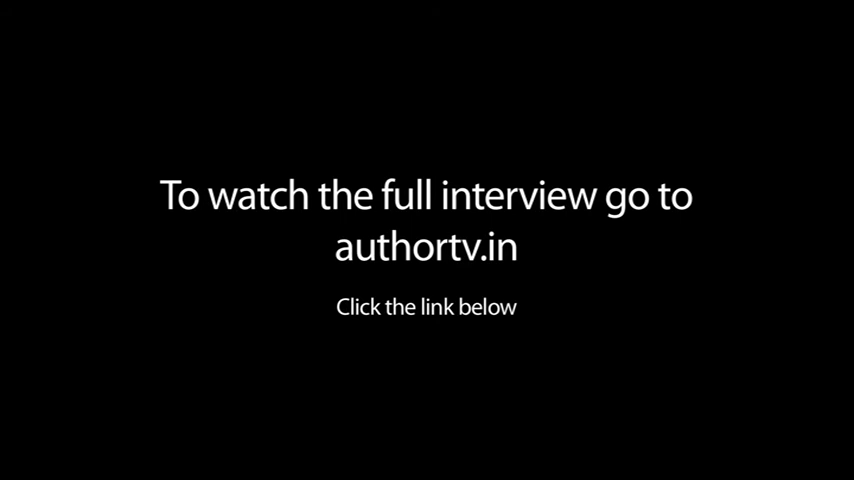 To watch the full interview go to
authortv.in
Click the link below